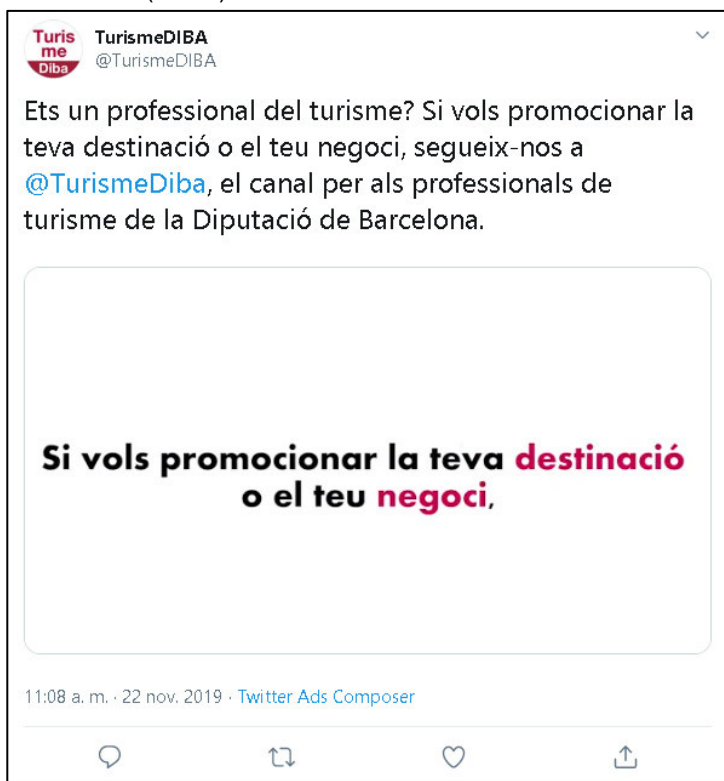 Turis
me
Diba
TurismeDIBA
@TurismeDIBA
Ets un professional del turisme? Si vols promocionar la
teva destinació o el teu negoci, segueix-nos a
@TurismeDiba, el canal per als professionals de
turisme de la Diputació de Barcelona.
Si vols promocionar la teva destinació
o el teu negoci,
11:08 a. m. · 22 nov. 2019 · Twitter Ads Composer